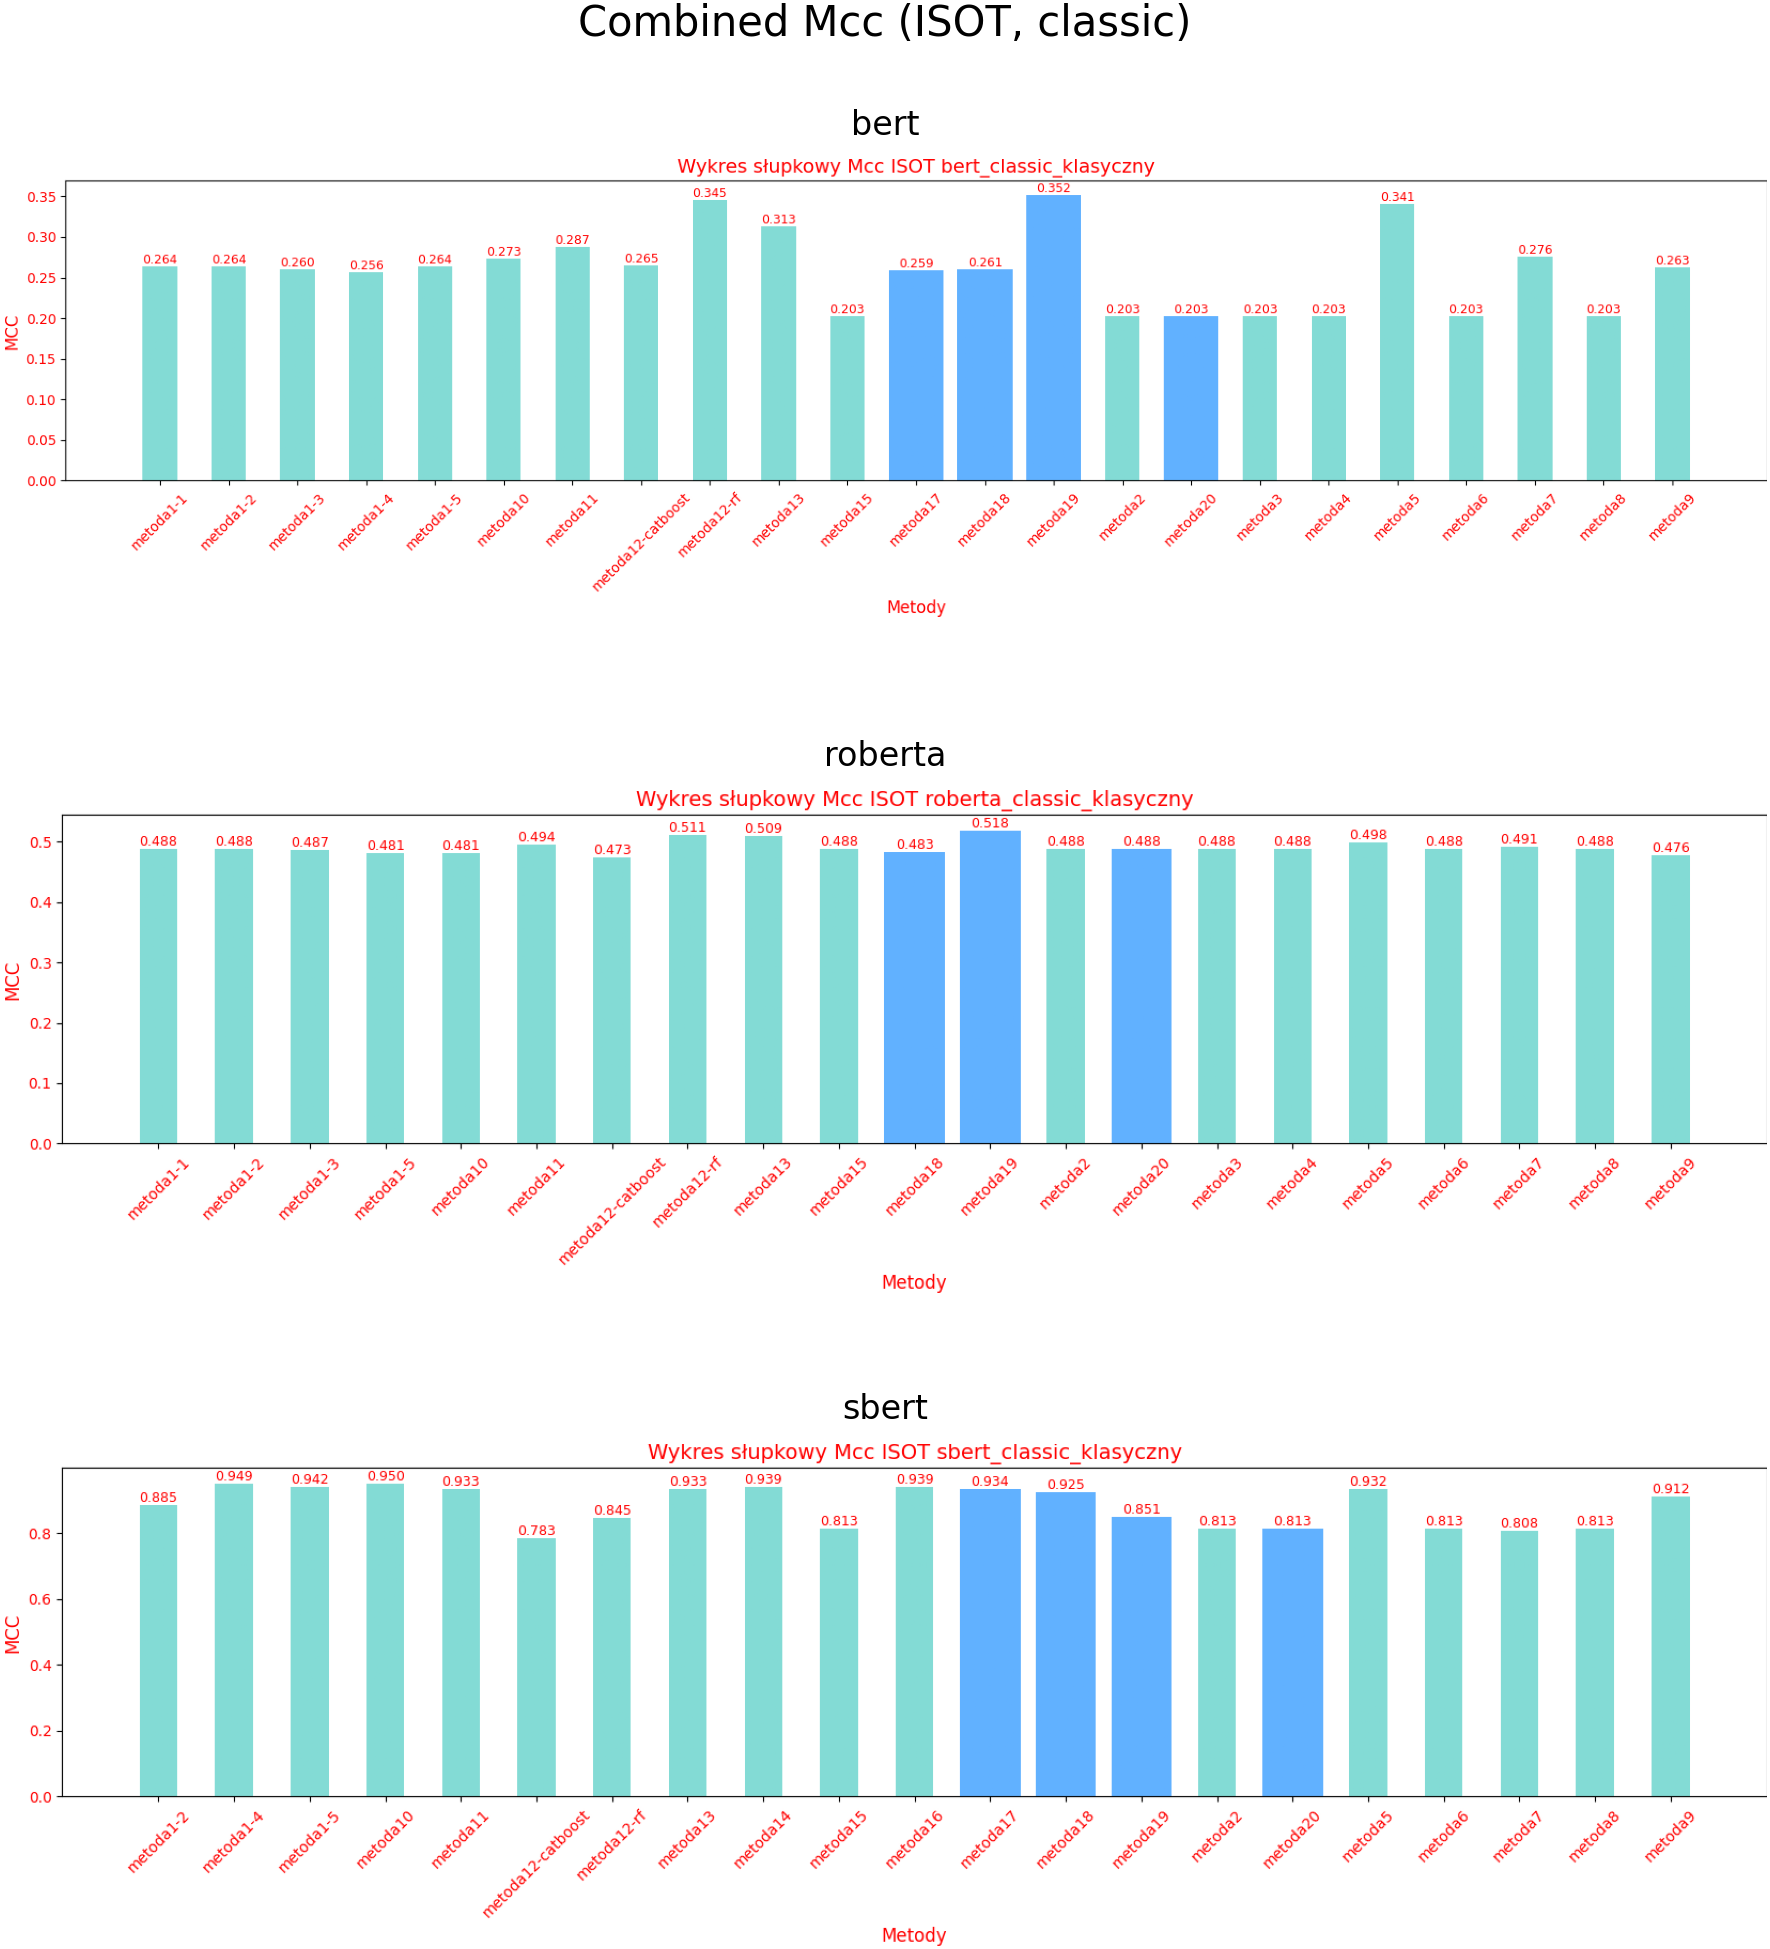 Combined Mcc (ISOT, classic)
bert
Wykres słupkowy Mcc ISOT bert_classic_klasyczny
MCC
0.35
0.30
0.25
0.20
0.15
0.10
0.05
0.00
0.264 0.264 0.260 0.256 0.264 0.273 0.287 0.265 0.345 0.313 0.203 0.259 0.261 0.352 0.203 0.203 0.203 0.203 0.341 0.203 0.276 0.203 0.263
metoda1-1 metoda1-2 metoda1-3 metoda1-4 metoda1-5 metoda10 metoda11 metoda12-catboost metoda12-rf metoda13 metoda15 metoda17 metoda18 metoda19 metoda2 metoda20 metoda3 metoda4 metoda5 metoda6 metoda7 metoda8 metoda9
Metody
roberta
Wykres słupkowy Mcc ISOT roberta_classic_klasyczny
MCC
0.5
0.4
0.3
0.2
0.1
0.0
0.488 0.488 0.487 0.481 0.481 0.494 0.473 0.511 0.509 0.488 0.483 0.518 0.488 0.488 0.488 0.488 0.498 0.488 0.491 0.488 0.476
metoda1-1 metoda1-2 metoda1-3 metoda1-5 metoda10 metoda11 metoda12-catboost metoda12-rf metoda13 metoda15 metoda18 metoda19 metoda2 metoda20 metoda3 metoda4 metoda5 metoda6 metoda7 metoda8 metoda9
Metody
sbert
Wykres słupkowy Mcc ISOT sbert_classic_klasyczny
MCC
0.8
0.6
0.4
0.2
0.0
0.885 0.949 0.942 0.950 0.933 0.783 0.845 0.933 0.939 0.813 0.939 0.934 0.925 0.851 0.813 0.813 0.932 0.813 0.808 0.813 0.912
metoda1-2 metoda1-4 metoda1-5 metoda10 metoda11 metoda12-catboost metoda12-rf metoda13 metoda14 metoda15 metoda16 metoda17 metoda18 metoda19 metoda2 metoda20 metoda5 metoda6 metoda7 metoda8 metoda9
Metody